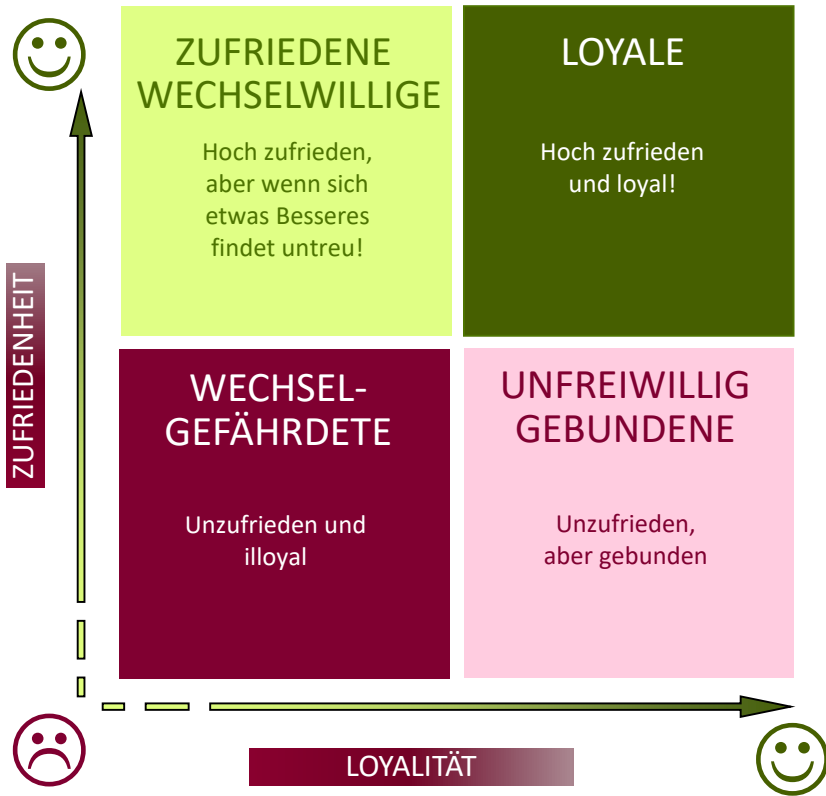 ZUFRIEDENE
WECHSELWILLIGE
Hoch zufrieden,
aber wenn sich
etwas Besseres
findet untreu!
LOYALE
Hoch zufrieden
und loyal!
ZUFRIEDENHEIT
WECHSEL-
GEFÄHRDETE
Unzufrieden und
illoyal
UNFREIWILLIG
GEBUNDENE
Unzufrieden,
aber gebunden
LOYALITÄT